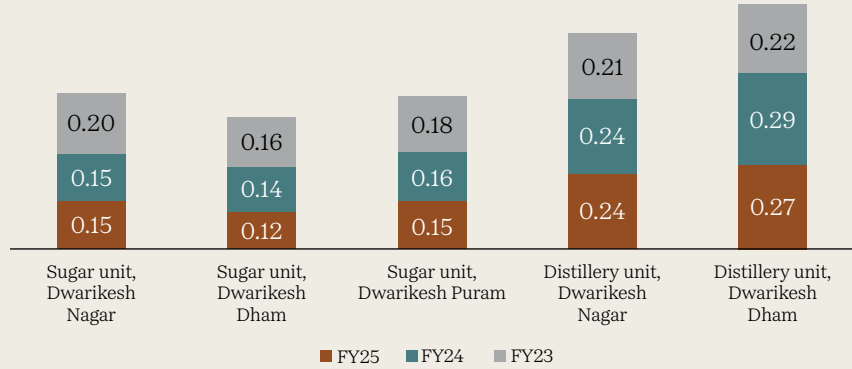 0.20
0.15
0.15
0.16
0.14
0.12
0.18
0.16
0.15
0.21
0.24
0.24
0.22
0.29
0.27
Sugar unit,
Dwarikesh
Nagar
Sugar unit,
Dwarikesh
Dham
Sugar unit,
Dwarikesh Puram
Distillery unit,
Dwarikesh
Nagar
Distillery unit,
Dwarikesh
Dham
FY25 FY24 FY23